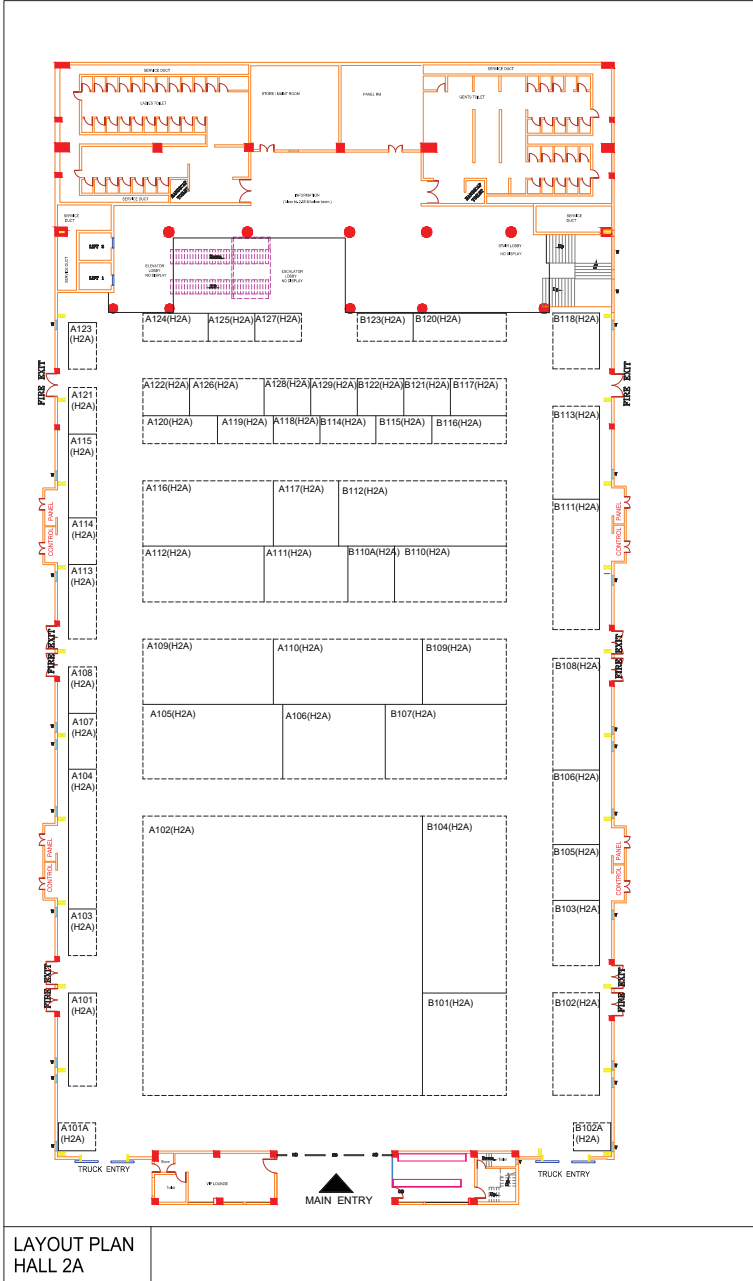 SERVICE DUCT
SERVICE DUCT
STORE / MAINT ROOM
PANEL RM
LADIES TOILET
GENTS TOILET
SERVICE DUCT
INFORMATION
SERVICE
DUCT
SERVICE
DUCT
SERVICE DUCT
LIFT 2
LIFT 1
ELEVATOR
LOBBY
NO DISPLAY
ESCALATOR
LOBBY
NO DISPLAY
STAIR LOBBY
NO DISPLAY
A123
(H2A)
A124(H2A)
A125(H2A)
A127(H2A)
B123(H2A)
B120(H2A)
B118(H2A)
FIRE EXIT
FIRE EXIT
A122(H2A)
A126(H2A)
A128(H2A)
A129(H2A)
B122(H2A)
B121(H2A)
B117(H2A)
A121
(H2A)
A120(H2A)
A119(H2A)
A118(H2A)
B114(H2A)
B115(H2A)
B116(H2A)
B113(H2A)
A115
(H2A)
A116(H2A)
A117(H2A)
B112(H2A)
B111(H2A)
CONTROL PANEL
CONTROL PANEL
A114
(H2A)
A112(H2A)
A111(H2A)
B110A(H2A)
B110(H2A)
A113
(H2A)
FIRE EXIT
FIRE EXIT
A109(H2A)
A110(H2A)
B109(H2A)
B108(H2A)
A108
(H2A)
A105(H2A)
A106(H2A)
B107(H2A)
A107
(H2A)
A104
(H2A)
B106(H2A)
A102(H2A)
B104(H2A)
CONTROL PANEL
CONTROL PANEL
B105(H2A)
B103(H2A)
A103
(H2A)
FIRE EXIT
FIRE EXIT
A101
(H2A)
B101(H2A)
B102(H2A)
A101A
(H2A)
B102A
(H2A)
TRUCK ENTRY
Store
Toilet
VIP LOUNGE
MAIN ENTRY
Toilet
TRUCK ENTRY
LAYOUT PLAN
HALL 2A